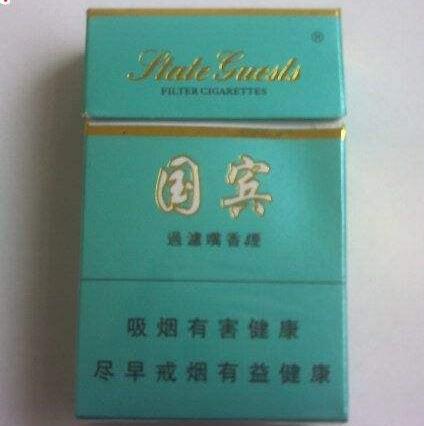 State Guests ®
FILTER CIGARETTES
国宾
過濾嘴香煙
吸烟有害健康
尽早戒烟有益健康